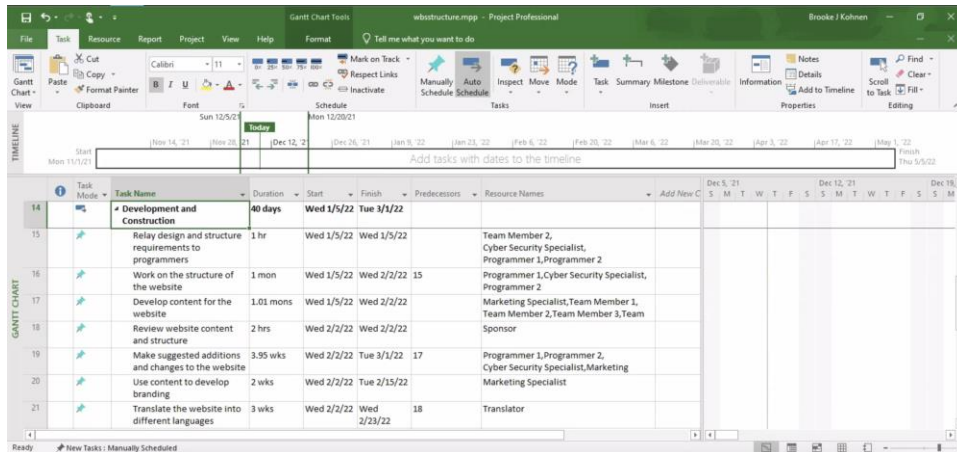 Gantt Chart Tools
wbsstructure.mpp - Project Professional
Brooke J Kohnen
File Task Resource Report Project View Help Format Tell me what you want to do
Gantt Chart
View
Paste
Cut
Copy
Format Painter
Clipboard
Calibri 11
B I U
Font
Mark on Track
Respect Links
Inactivate
Schedule
Manually Schedule
Auto Schedule
Inspect Move Mode
Tasks
Task Summary Milestone Deliverable
Insert
Information
Notes
Details
Add to Timeline
Properties
Scroll to Task
Find
Clear
Fill
Editing
TIMELINE
Sun 12/5/21 Mon 12/20/21
Today
Nov 14, '21 Nov 28, '21 Dec 12, '21 Dec 26, '21 Jan 9, '22 Jan 23, '22 Feb 6, '22 Feb 20, '22 Mar 6, '22 Mar 20, '22 Apr 3, '22 Apr 17, '22 May 1, '22
Start
Mon 11/1/21
Add tasks with dates to the timeline
Finish
Thu 5/5/22
GANTT CHART
Task Mode Task Name Duration Start Finish Predecessors Resource Names Add New C
Dec 5, '21 Dec 12, '21 Dec 19,
S M T W T F S S M T W T F S S M
14 Development and Construction 40 days Wed 1/5/22 Tue 3/1/22
15 Relay design and structure requirements to programmers 1 hr Wed 1/5/22 Wed 1/5/22 Team Member 2, Cyber Security Specialist, Programmer 1,Programmer 2
16 Work on the structure of the website 1 mon Wed 1/5/22 Wed 2/2/22 15 Programmer 1,Cyber Security Specialist, Programmer 2
17 Develop content for the website 1.01 mons Wed 1/5/22 Wed 2/2/22 Marketing Specialist,Team Member 1, Team Member 2,Team Member 3,Team
18 Review website content and structure 2 hrs Wed 2/2/22 Wed 2/2/22 Sponsor
19 Make suggested additions and changes to the website 3.95 wks Wed 2/2/22 Tue 3/1/22 17 Programmer 1,Programmer 2, Cyber Security Specialist,Marketing
20 Use content to develop branding 2 wks Wed 2/2/22 Tue 2/15/22 Marketing Specialist
21 Translate the website into different languages 3 wks Wed 2/2/22 Wed 2/23/22 18 Translator
Ready New Tasks : Manually Scheduled